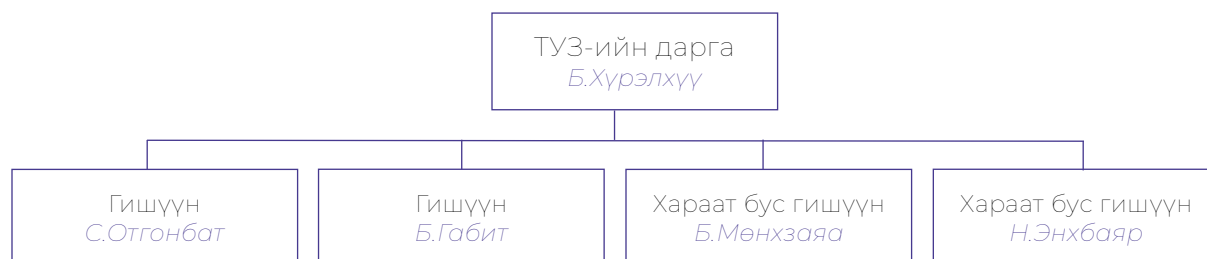 ТУЗ-ийн дарга
Б.Хүрэлхүү
Гишүүн
С.Отгонбат
Гишүүн
Б.Габит
Хараат бус гишүүн
Б.Мөнхзаяа
Хараат бус гишүүн
Н.Энхбаяр